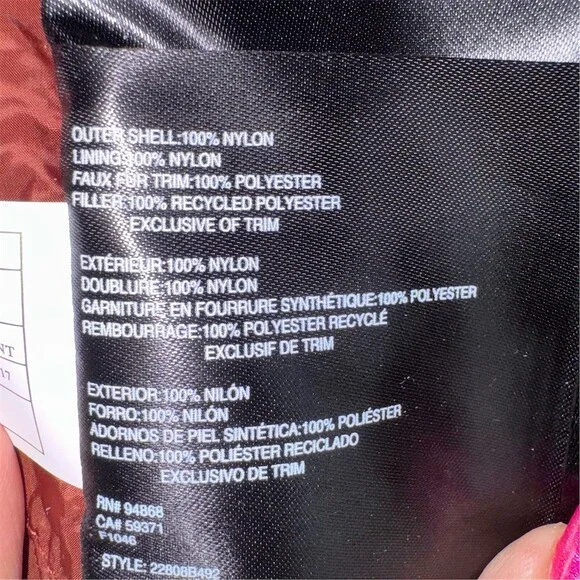 OUTER SHELL:100% NYLON
LINING:100% NYLON
FAUX FUR TRIM:100% POLYESTER
FILLER:100% RECYCLED POLYESTER
EXCLUSIVE OF TRIM
EXTÉRIEUR:100% NYLON
DOUBLURE:100% NYLON
GARNITURE EN FOURRURE SYNTHÉTIQUE:100% POLYESTER
REMBOURRAGE:100% POLYESTER RECYCLÉ
EXCLUSIF DE TRIM
EXTERIOR:100% NILÓN
FORRO:100% NILÓN
ADORNOS DE PIEL SINTÉTICA:100% POLIÉSTER
RELLENO:100% POLIÉSTER RECICLADO
EXCLUSIVO DE TRIM
RN# 94868
CA# 59371
F1046
STYLE: 22808B492
NT
17